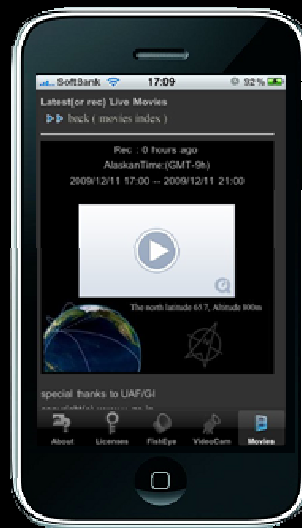 SoftBank 17:09 92%
Latest(or rec) Live Movies
back ( movies index )
Rec : 0 hours ago
AlaskanTime:(GMT-9h)
2009/12/11 17:00 -- 2009/12/11 21:00
The north latitude 65.7, Altitude 800m
special thanks to UAF/GI
About Licenses FishEye VideoCam Movies